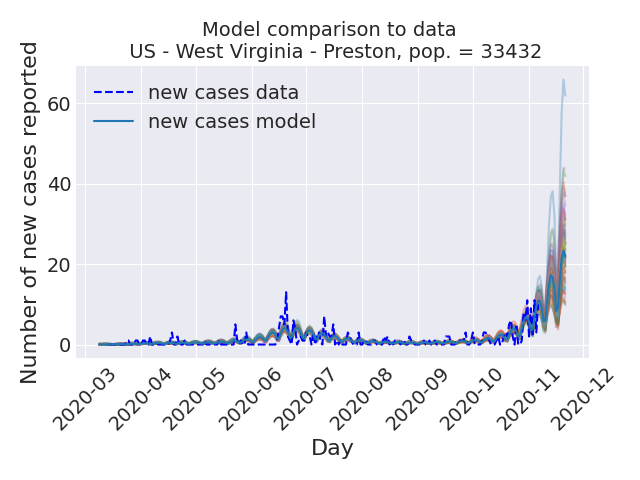 Model comparison to data
US - West Virginia - Preston, pop. = 33432
Number of new cases reported
60
40
20
0
new cases data
new cases model
2020-03
2020-04
2020-05
2020-06
2020-07
2020-08
2020-09
2020-10
2020-11
2020-12
Day